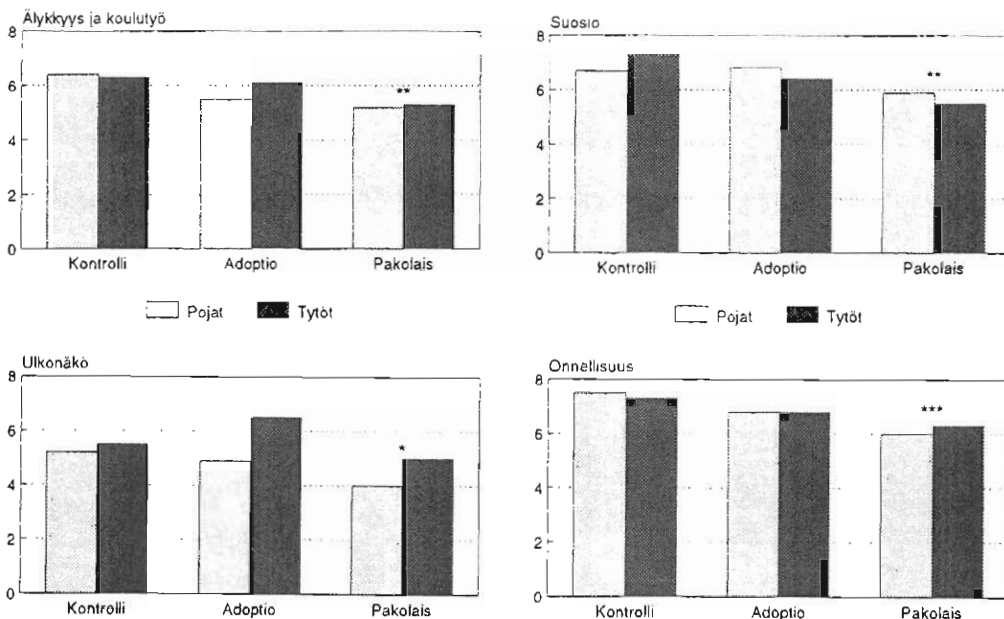 Älykkyys ja koulutyö
8
6
4
2
0
**
Kontrolli Adoptio Pakolais
Pojat Tytöt
Suosio
8
6
4
2
0
**
Kontrolli Adoptio Pakolais
Pojat Tytöt
Ulkonäkö
8
6
4
2
0
*
Kontrolli Adoptio Pakolais
Onnellisuus
8
6
4
2
0
***
Kontrolli Adoptio Pakolais